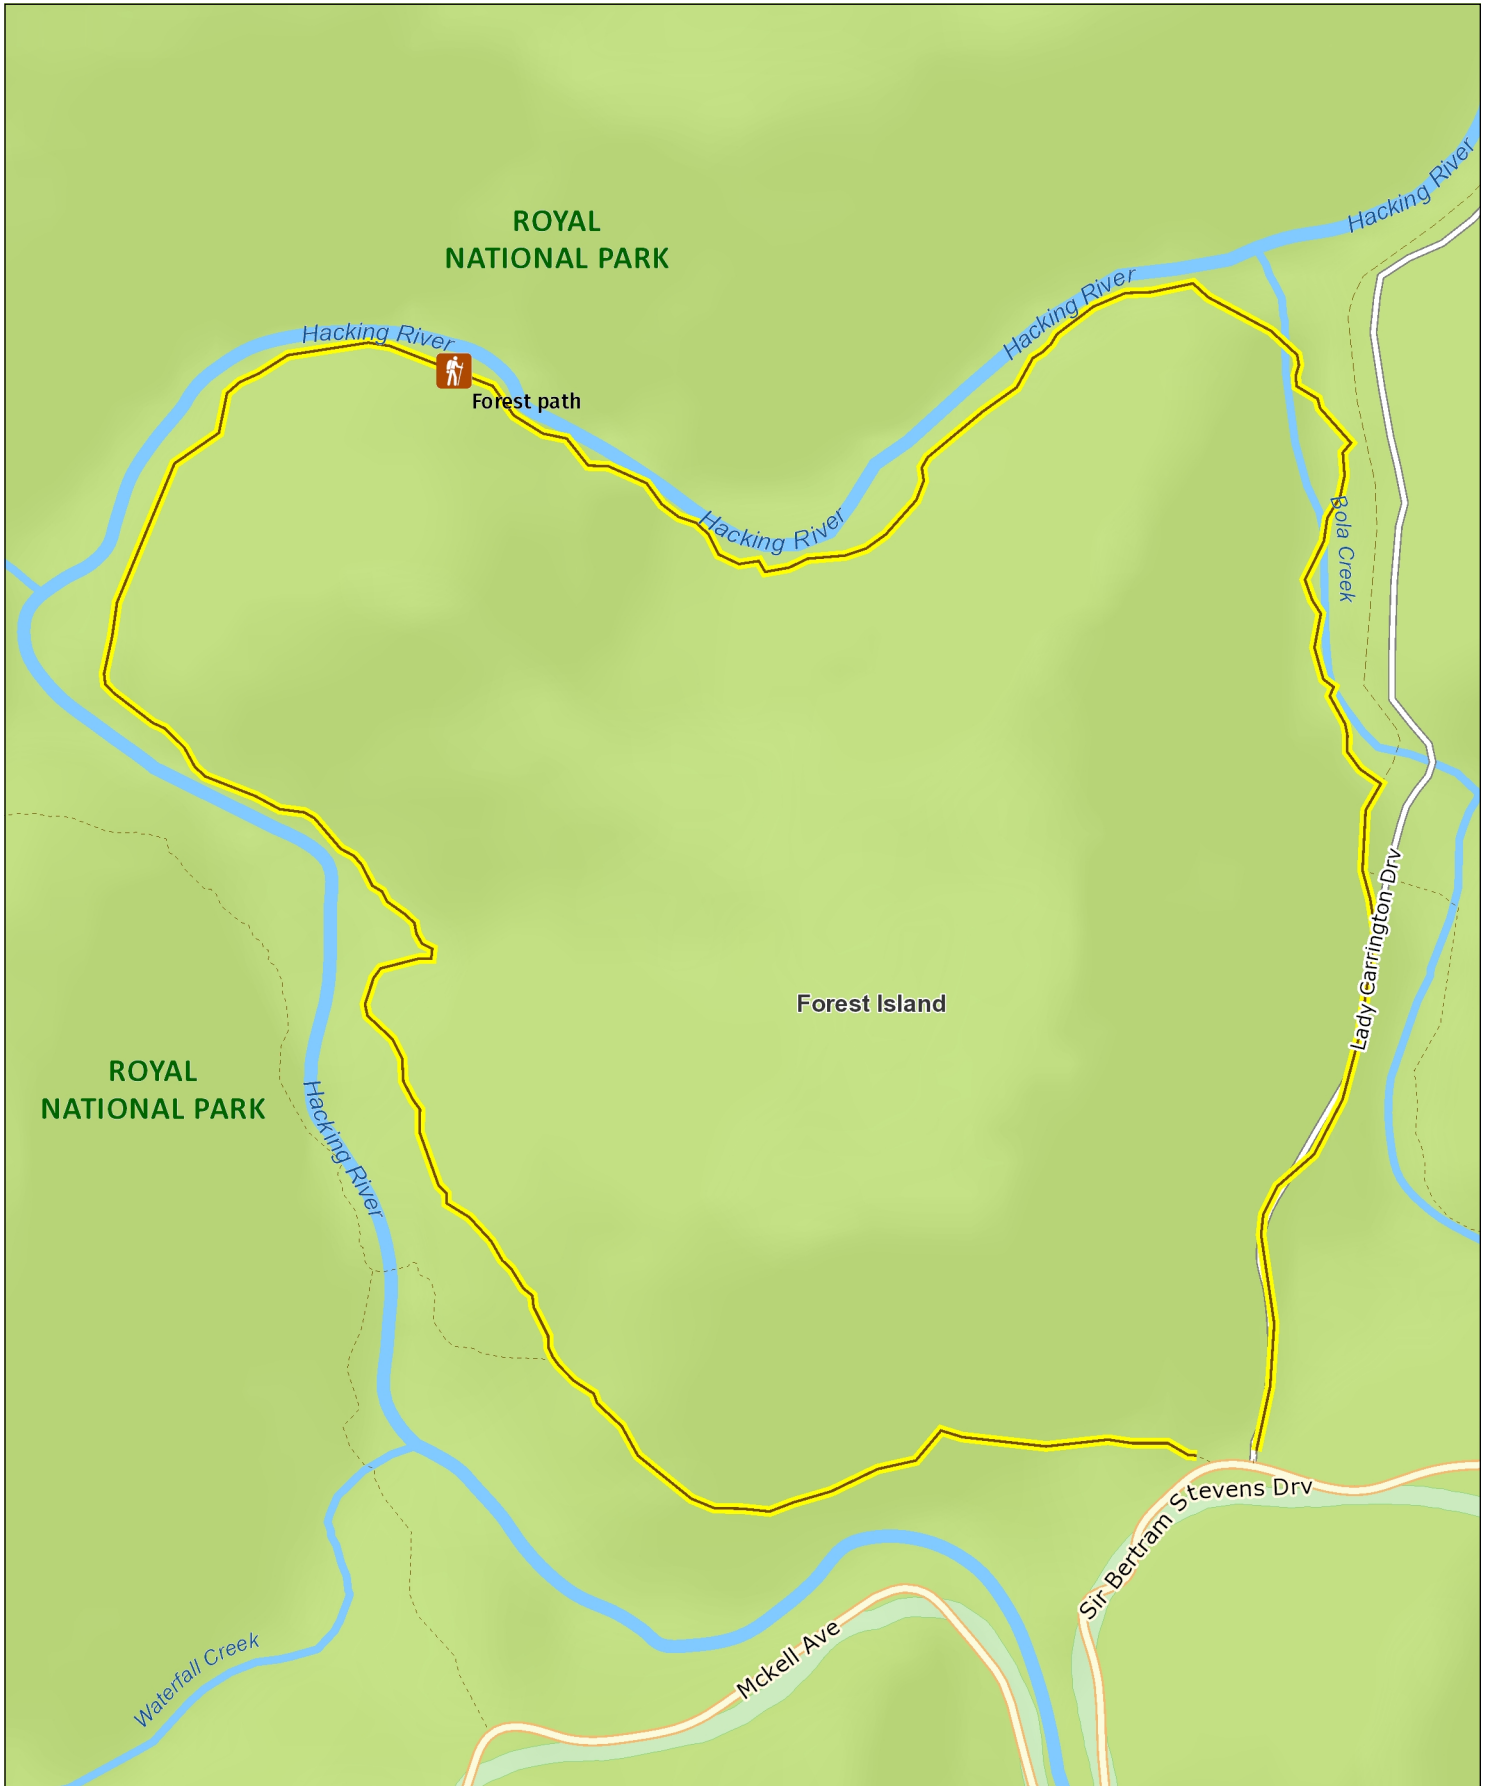 Hacking River
ROYAL
NATIONAL PARK
Hacking River
Hacking River
Forest path
Hacking River
Bola Creek
Lady Carrington Drv
Forest Island
ROYAL
NATIONAL PARK
Hacking River
Sir Bertram Stevens Drv
Mckell Ave
Waterfall Creek